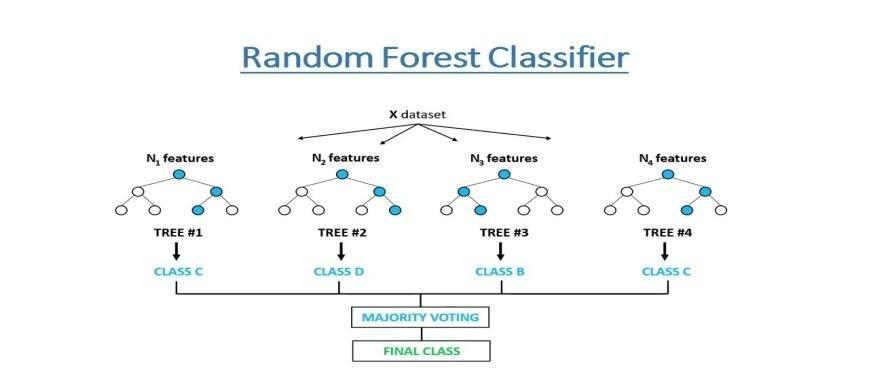 Random Forest Classifier
X dataset
N₁ features N₂ features N₃ features N₄ features
TREE #1 TREE #2 TREE #3 TREE #4
CLASS C CLASS D CLASS B CLASS C
MAJORITY VOTING
FINAL CLASS